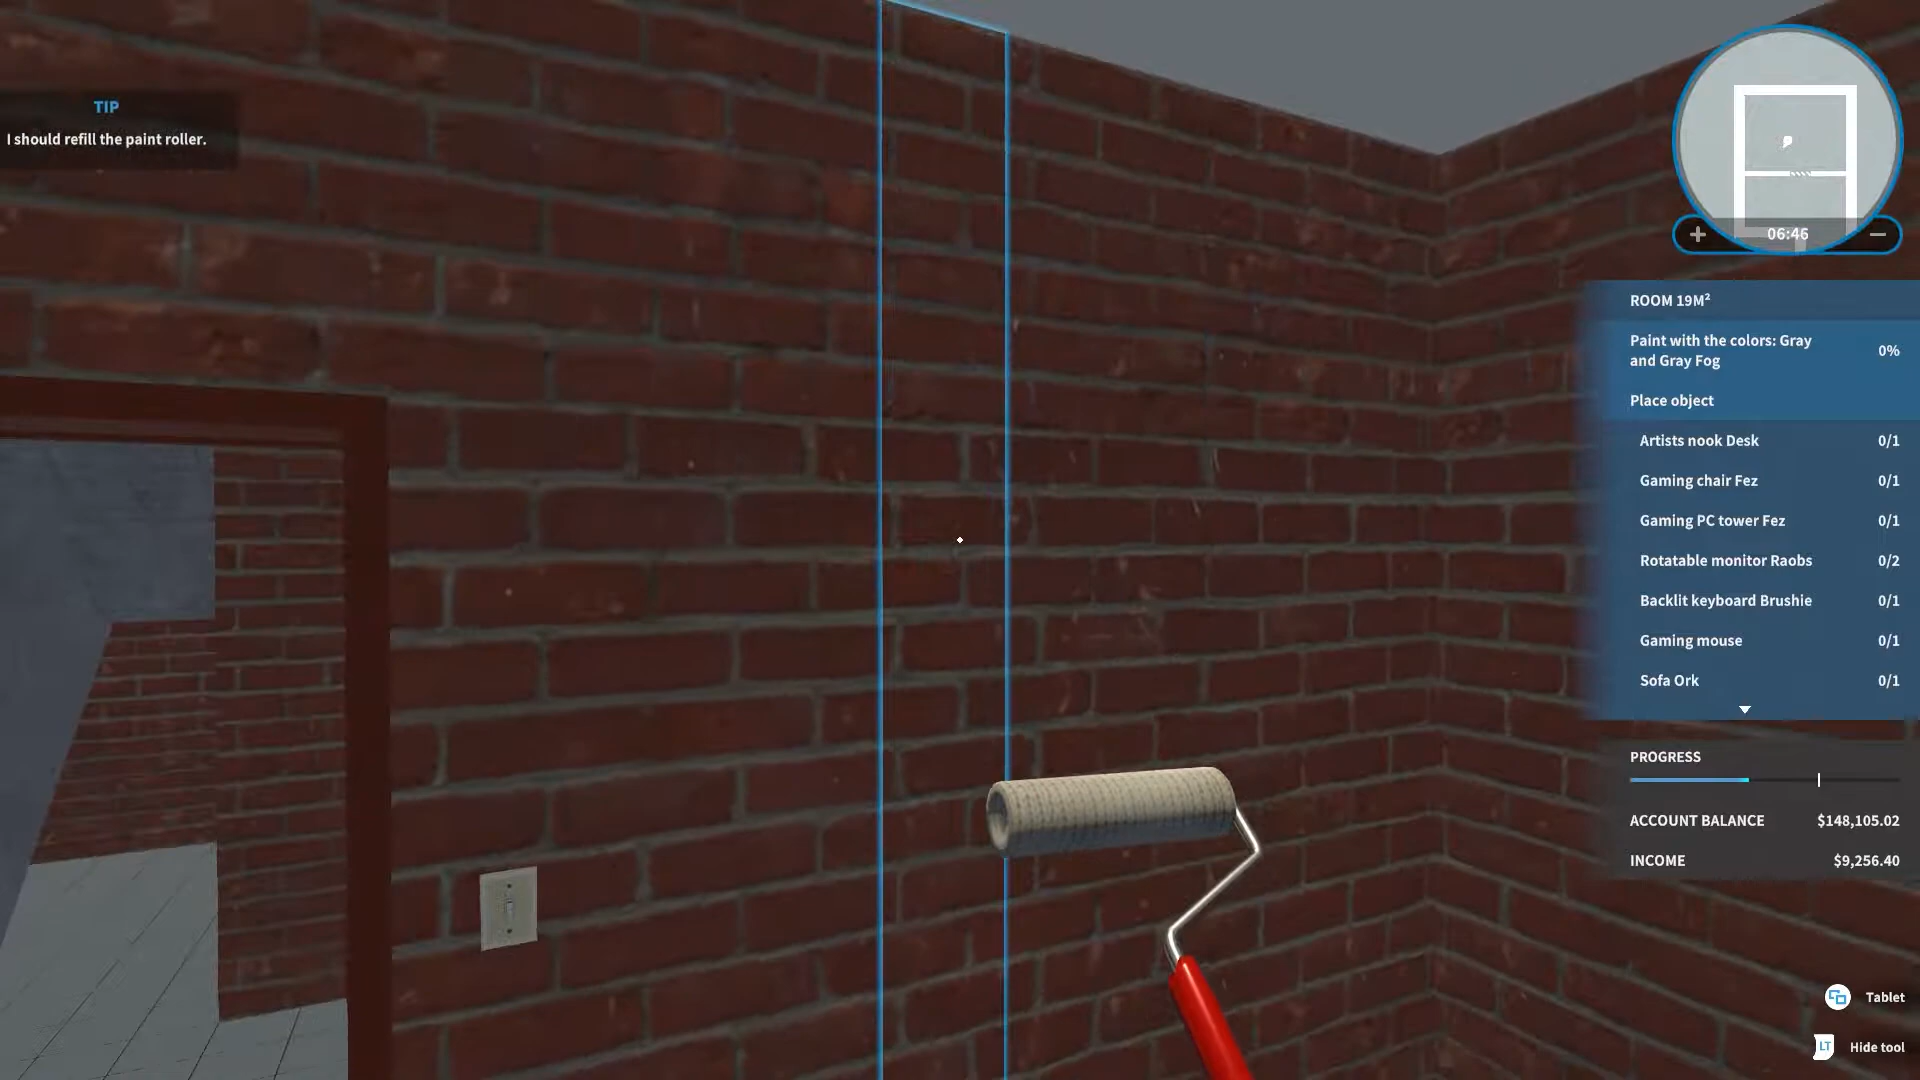 TIP
I should refill the paint roller.
06:46
ROOM 19M²
Paint with the colors: Gray
and Gray Fog
0%
Place object
Artists nook Desk 0/1
Gaming chair Fez 0/1
Gaming PC tower Fez 0/1
Rotatable monitor Raobs 0/2
Backlit keyboard Brushie 0/1
Gaming mouse 0/1
Sofa Ork 0/1
PROGRESS
ACCOUNT BALANCE $148,105.02
INCOME $9,256.40
Tablet
LT Hide tool